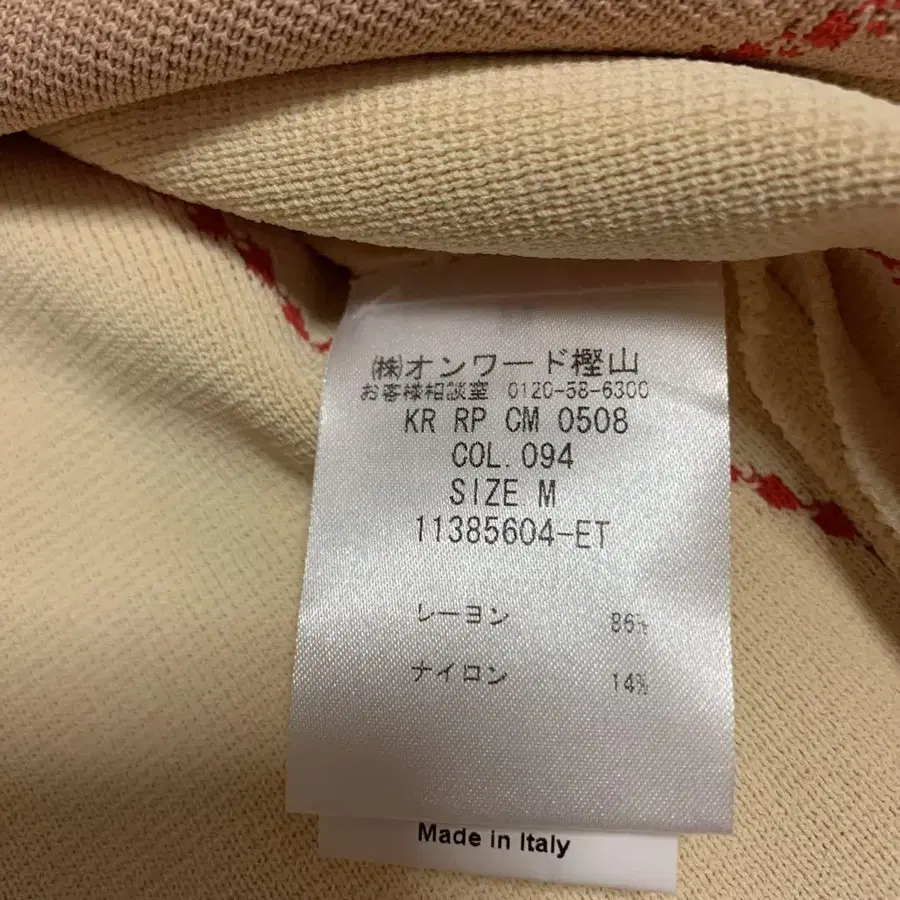 ㈱オンワード樫山
お客様相談室 0120-58-6300
KR RP CM 0508
COL.094
SIZE M
11385604-ET
レーヨン 86%
ナイロン 14%
Made in Italy